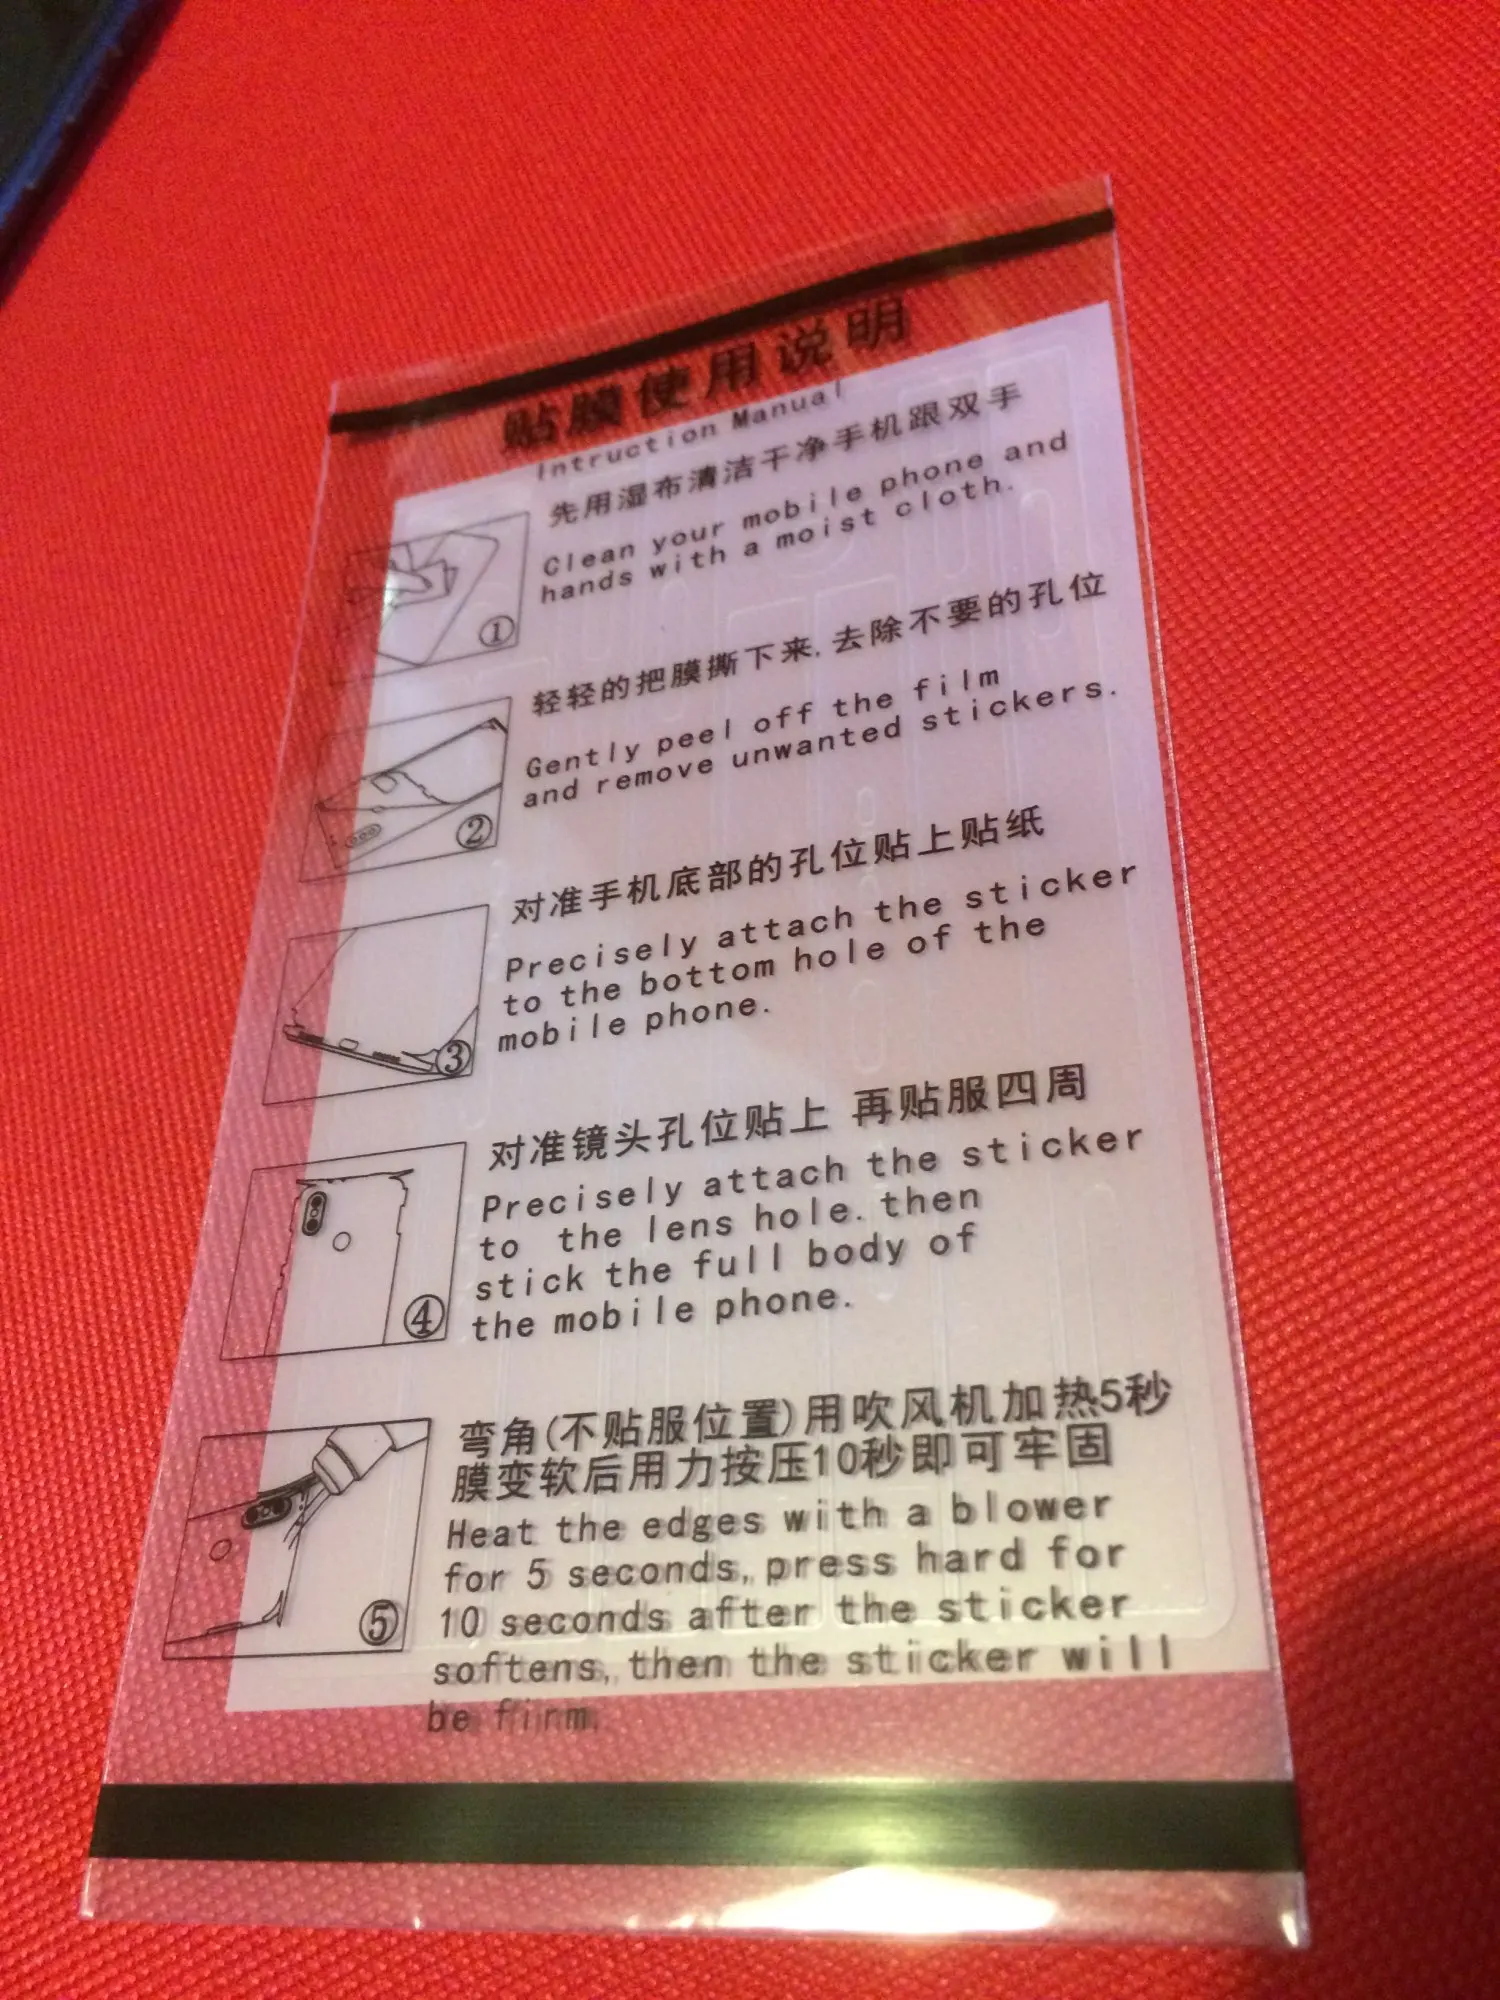 贴膜使用说明
Intruction Manual
先用湿布清洁干净手机跟双手
Clean your mobile phone and
hands with a moist cloth.
①
轻轻的把膜撕下来,去除不要的孔位
Gently peel off the film
and remove unwanted stickers.
②
对准手机底部的孔位贴上贴纸
Precisely attach the sticker
to the bottom hole of the
mobile phone.
③
对准镜头孔位贴上 再贴服四周
Precisely attach the sticker
to the lens hole. then
stick the full body of
the mobile phone.
④
弯角(不贴服位置)用吹风机加热5秒
膜变软后用力按压10秒即可牢固
Heat the edges with a blower
for 5 seconds, press hard for
10 seconds after the sticker
softens, then the sticker will
be firm.
⑤